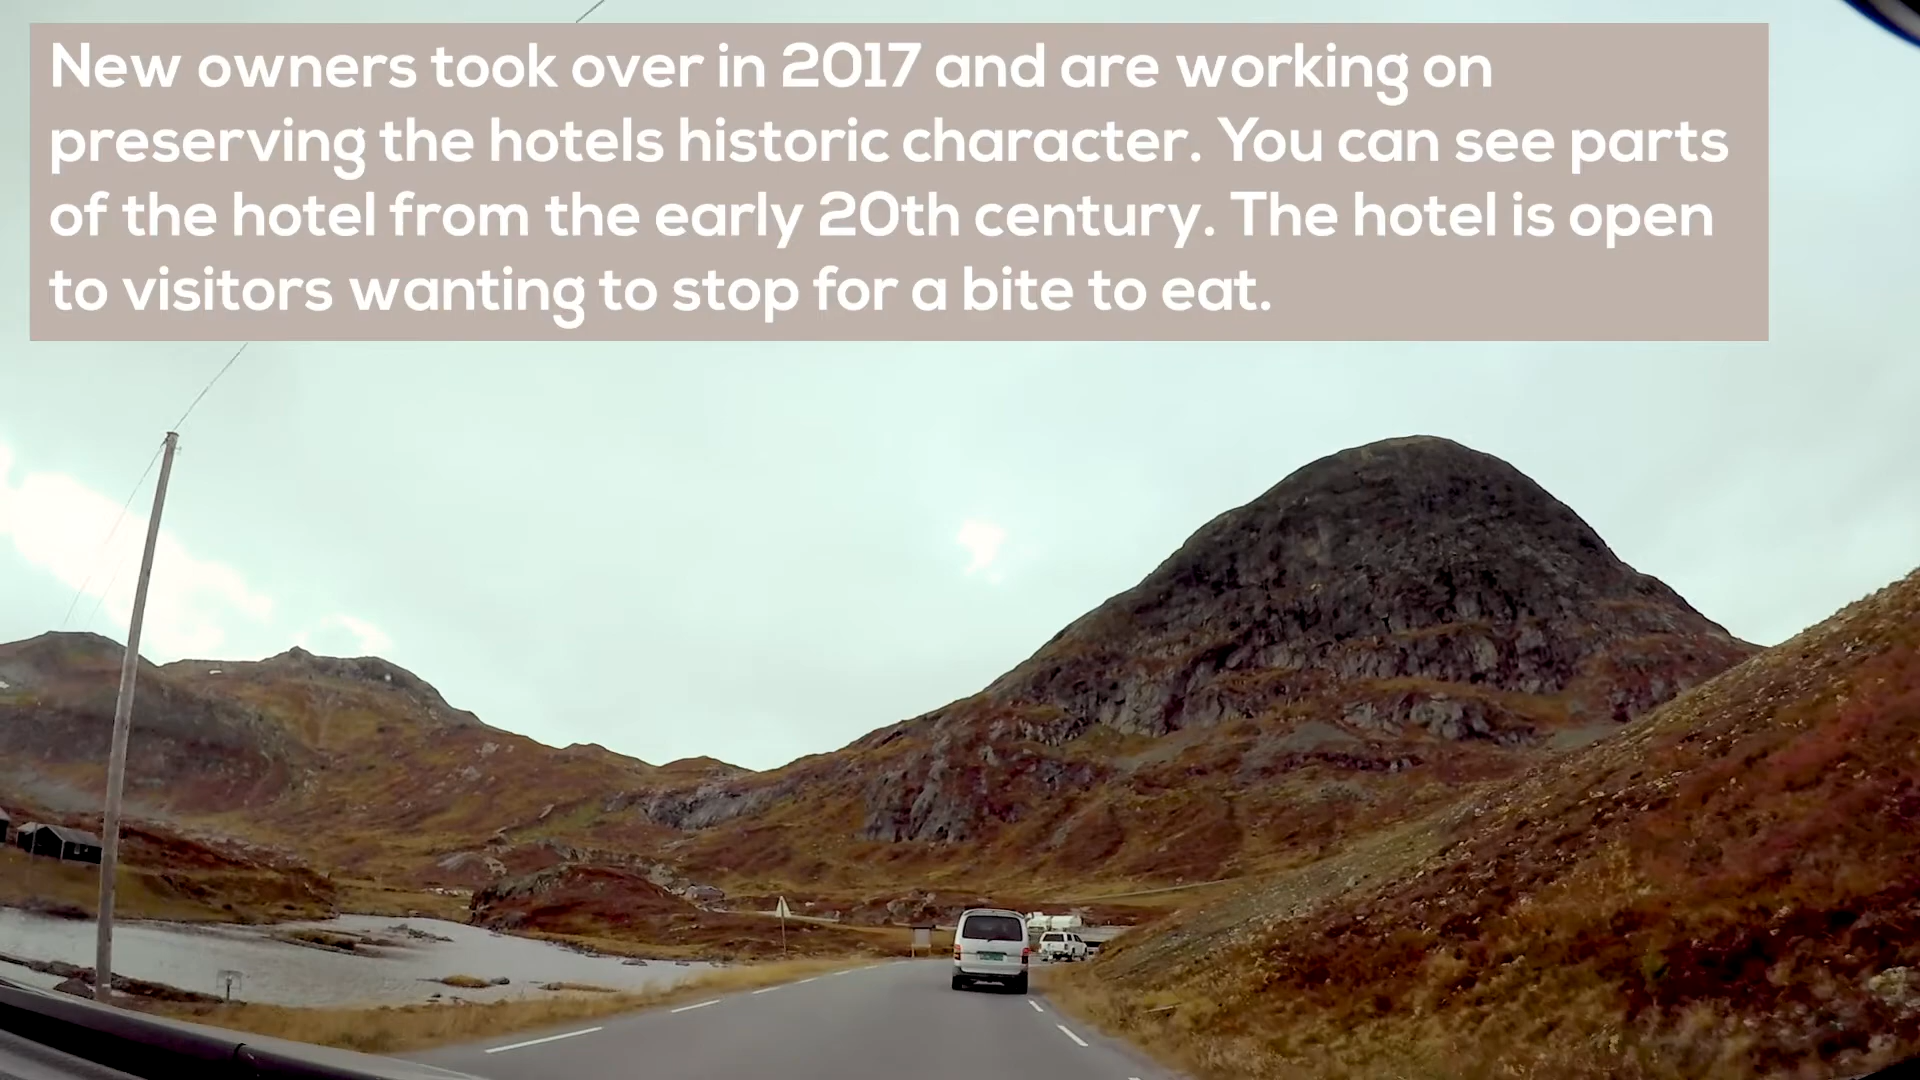 New owners took over in 2017 and are working on
preserving the hotels historic character. You can see parts
of the hotel from the early 20th century. The hotel is open
to visitors wanting to stop for a bite to eat.